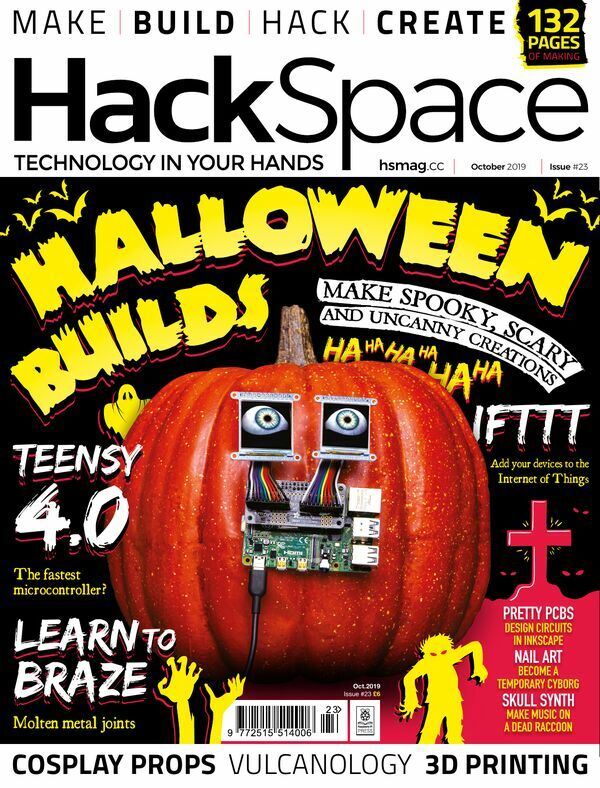 MAKE | BUILD | HACK | CREATE
132
PAGES
OF MAKING
HackSpace
TECHNOLOGY IN YOUR HANDS
hsmag.cc | October 2019 | Issue #23
HALLOWEEN
BUILDS
MAKE SPOOKY, SCARY
AND UNCANNY CREATIONS
HA HA HA HA HA HA
IFTTT
Add your devices to the
Internet of Things
TEENSY
4.0
The fastest
microcontroller?
HDMI
LEARN TO
BRAZE
Molten metal joints
PRETTY PCBS
DESIGN CIRCUITS
IN INKSCAPE
NAIL ART
BECOME A
TEMPORARY CYBORG
SKULL SYNTH
MAKE MUSIC ON
A DEAD RACCOON
Oct.2019
Issue #23 £6
23
9 772515 514006
PRESS
COSPLAY PROPS VULCANOLOGY 3D PRINTING